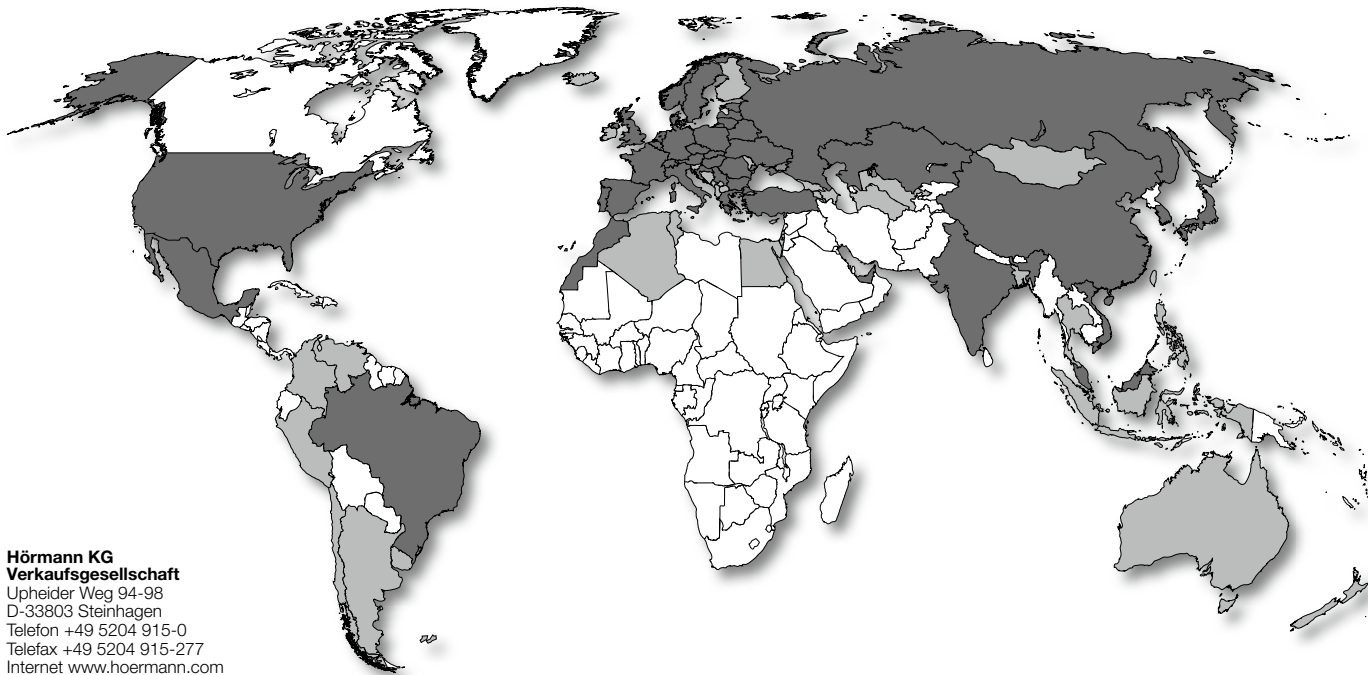 Hörmann KG
Verkaufsgesellschaft
Upheider Weg 94-98
D-33803 Steinhagen
Telefon +49 5204 915-0
Telefax +49 5204 915-277
Internet www.hoermann.com